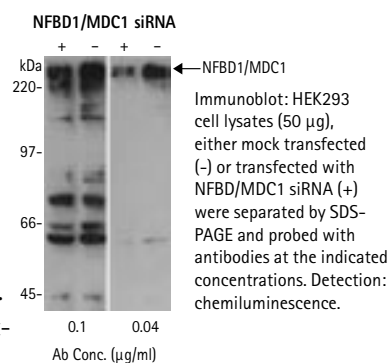 NFBD1/MDC1 siRNA
+ – + –
kDa
220-
97-
66-
45-
NFBD1/MDC1
Immunoblot: HEK293
cell lysates (50 µg),
either mock transfected
(-) or transfected with
NFBD/MDC1 siRNA (+)
were separated by SDS-
PAGE and probed with
antibodies at the indicated
concentrations. Detection:
chemiluminescence.
0.1 0.04
Ab Conc. (µg/ml)